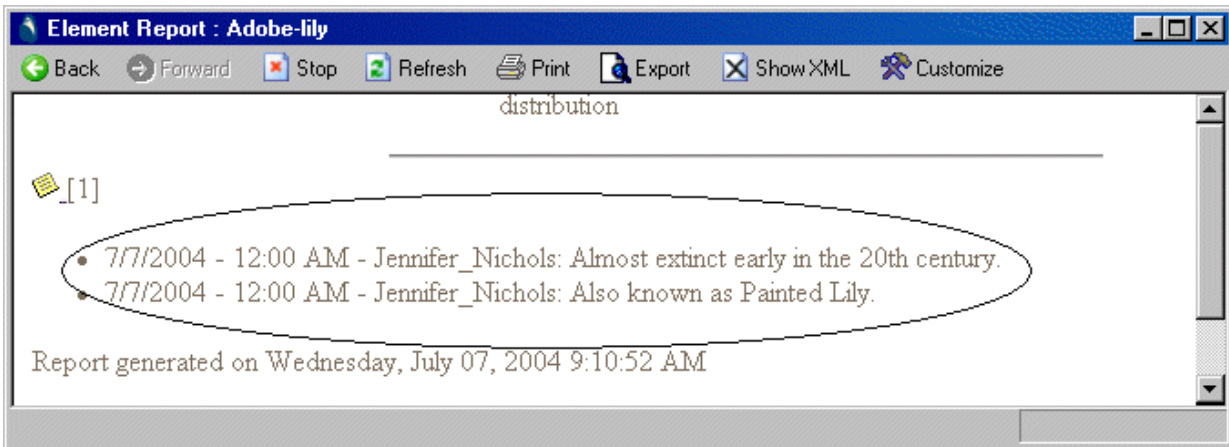 Element Report : Adobe-lily
Back Forward Stop Refresh Print Export Show XML Customize
distribution
[1]
• 7/7/2004 - 12:00 AM - Jennifer_Nichols: Almost extinct early in the 20th century.
• 7/7/2004 - 12:00 AM - Jennifer_Nichols: Also known as Painted Lily.
Report generated on Wednesday, July 07, 2004 9:10:52 AM